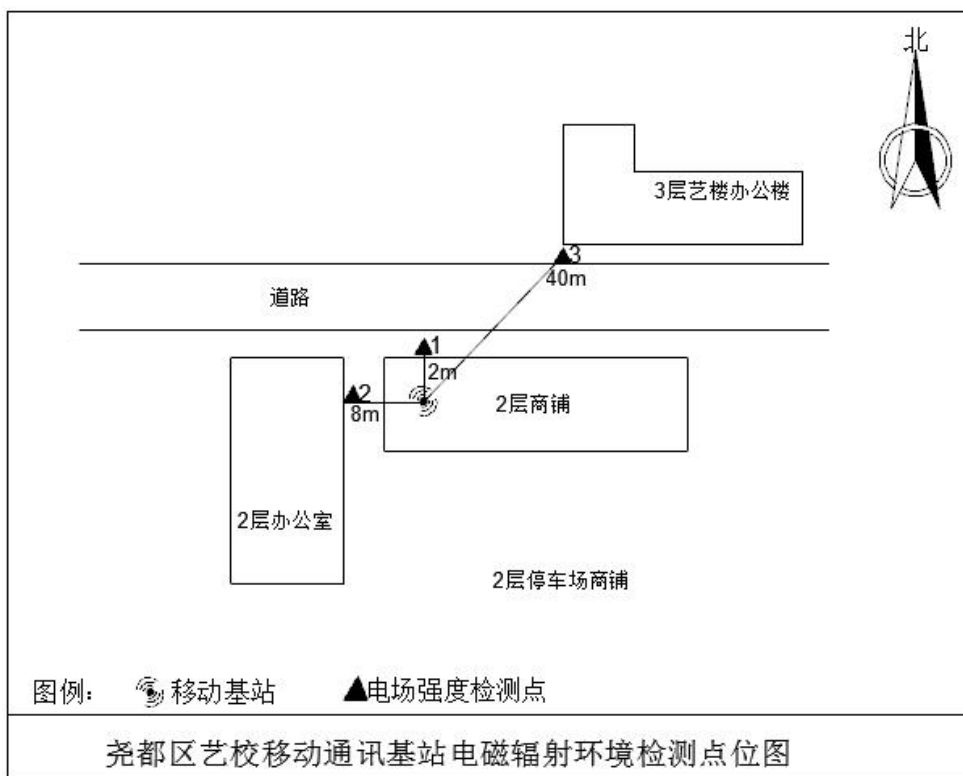 北
3层艺楼办公楼
3
40m
道路
1
2m
2
8m
2层商铺
2层办公室
2层停车场商铺
图例: 移动基站 电场强度检测点
尧都区艺校移动通讯基站电磁辐射环境检测点位图